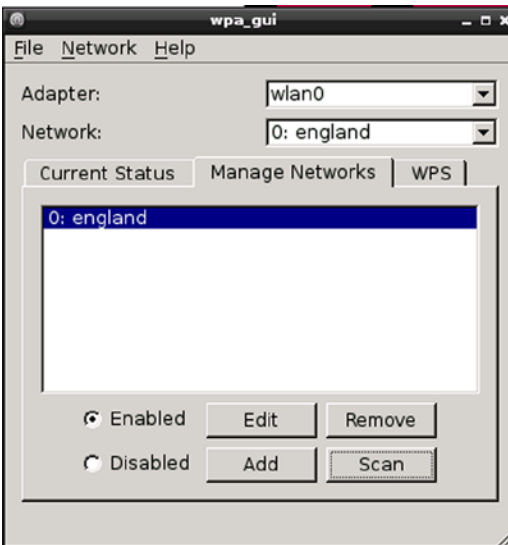 wpa_gui
File Network Help
Adapter: wlan0
Network: 0: england
Current Status Manage Networks WPS
0: england
Enabled Edit Remove
Disabled Add Scan